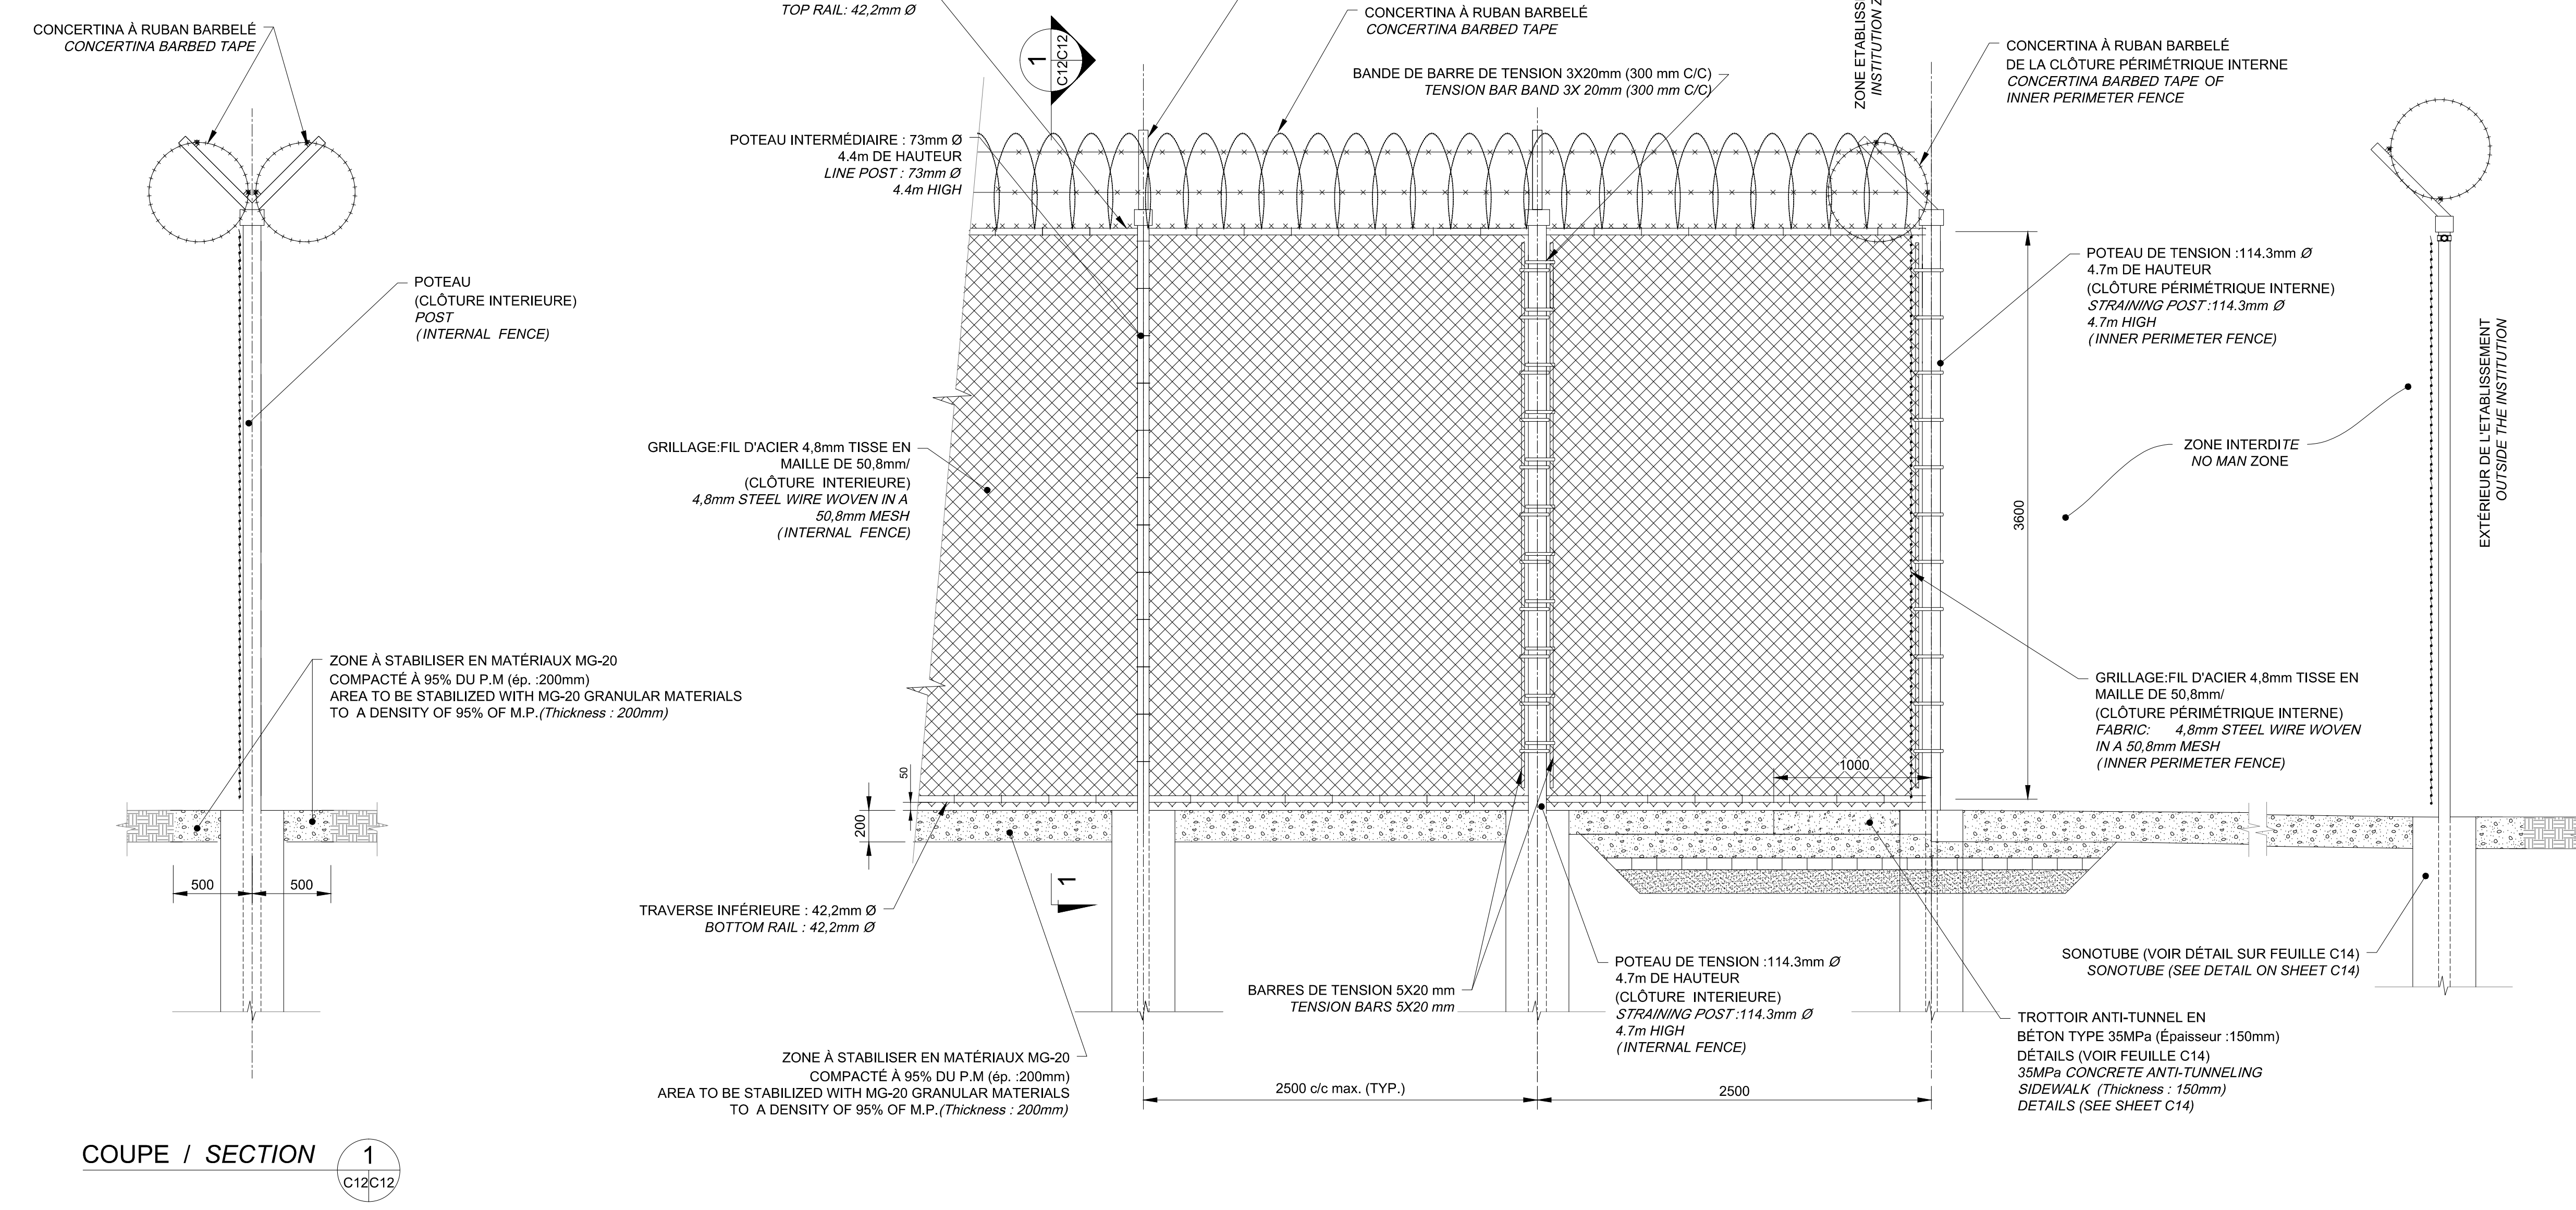 CONCERTINA À RUBAN BARBELÉ
CONCERTINA BARBED TAPE
POTEAU
(CLÔTURE INTERIEURE)
POST
(INTERNAL FENCE)
ZONE À STABILISER EN MATÉRIAUX MG-20
COMPACTÉ À 95% DU P.M (ép. :200mm)
AREA TO BE STABILIZED WITH MG-20 GRANULAR MATERIALS
TO A DENSITY OF 95% OF M.P.(Thickness : 200mm)
500
500
COUPE / SECTION
1
C12 C12
TOP RAIL: 42,2mm Ø
1
C12 C12
CONCERTINA À RUBAN BARBELÉ
CONCERTINA BARBED TAPE
BANDE DE BARRE DE TENSION 3X20mm (300 mm C/C)
TENSION BAR BAND 3X 20mm (300 mm C/C)
POTEAU INTERMÉDIAIRE : 73mm Ø
4.4m DE HAUTEUR
LINE POST : 73mm Ø
4.4m HIGH
GRILLAGE:FIL D'ACIER 4,8mm TISSE EN
MAILLE DE 50,8mm/
(CLÔTURE INTERIEURE)
4,8mm STEEL WIRE WOVEN IN A
50,8mm MESH
(INTERNAL FENCE)
50
200
1
TRAVERSE INFÉRIEURE : 42,2mm Ø
BOTTOM RAIL : 42,2mm Ø
ZONE À STABILISER EN MATÉRIAUX MG-20
COMPACTÉ À 95% DU P.M (ép. :200mm)
AREA TO BE STABILIZED WITH MG-20 GRANULAR MATERIALS
TO A DENSITY OF 95% OF M.P.(Thickness : 200mm)
BARRES DE TENSION 5X20 mm
TENSION BARS 5X20 mm
POTEAU DE TENSION :114.3mm Ø
4.7m DE HAUTEUR
(CLÔTURE INTERIEURE)
STRAINING POST :114.3mm Ø
4.7m HIGH
(INTERNAL FENCE)
2500 c/c max. (TYP.)
2500
1000
3600
ZONE
INSTITUTION
CONCERTINA À RUBAN BARBELÉ
DE LA CLÔTURE PÉRIMÉTRIQUE INTERNE
CONCERTINA BARBED TAPE OF
INNER PERIMETER FENCE
POTEAU DE TENSION :114.3mm Ø
4.7m DE HAUTEUR
(CLÔTURE PÉRIMÉTRIQUE INTERNE)
STRAINING POST :114.3mm Ø
4.7m HIGH
(INNER PERIMETER FENCE)
ZONE INTERDITE
NO MAN ZONE
GRILLAGE:FIL D'ACIER 4,8mm TISSE EN
MAILLE DE 50,8mm/
(CLÔTURE PÉRIMÉTRIQUE INTERNE)
FABRIC: 4,8mm STEEL WIRE WOVEN
IN A 50,8mm MESH
(INNER PERIMETER FENCE)
SONOTUBE (VOIR DÉTAIL SUR FEUILLE C14)
SONOTUBE (SEE DETAIL ON SHEET C14)
TROTTOIR ANTI-TUNNEL EN
BÉTON TYPE 35MPa (Épaisseur :150mm)
DÉTAILS (VOIR FEUILLE C14)
35MPa CONCRETE ANTI-TUNNELING
SIDEWALK (Thickness : 150mm)
DETAILS (SEE SHEET C14)
EXTÉRIEUR DE L'ETABLISSEMENT
OUTSIDE THE INSTITUTION